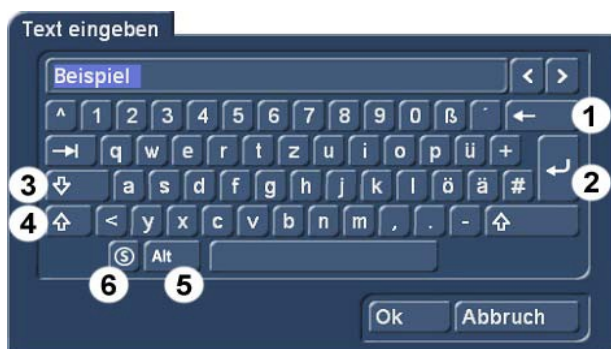 Text eingeben
Beispiel < >
^ 1 2 3 4 5 6 7 8 9 0 ß ´ ← 1
→| q w e r t z u i o p ü +
3 ⇩ a s d f g h j k l ö ä # ↵ 2
4 ⇧ < y x c v b n m , . - ⇧
Ⓢ Alt
6 5
Ok Abbruch